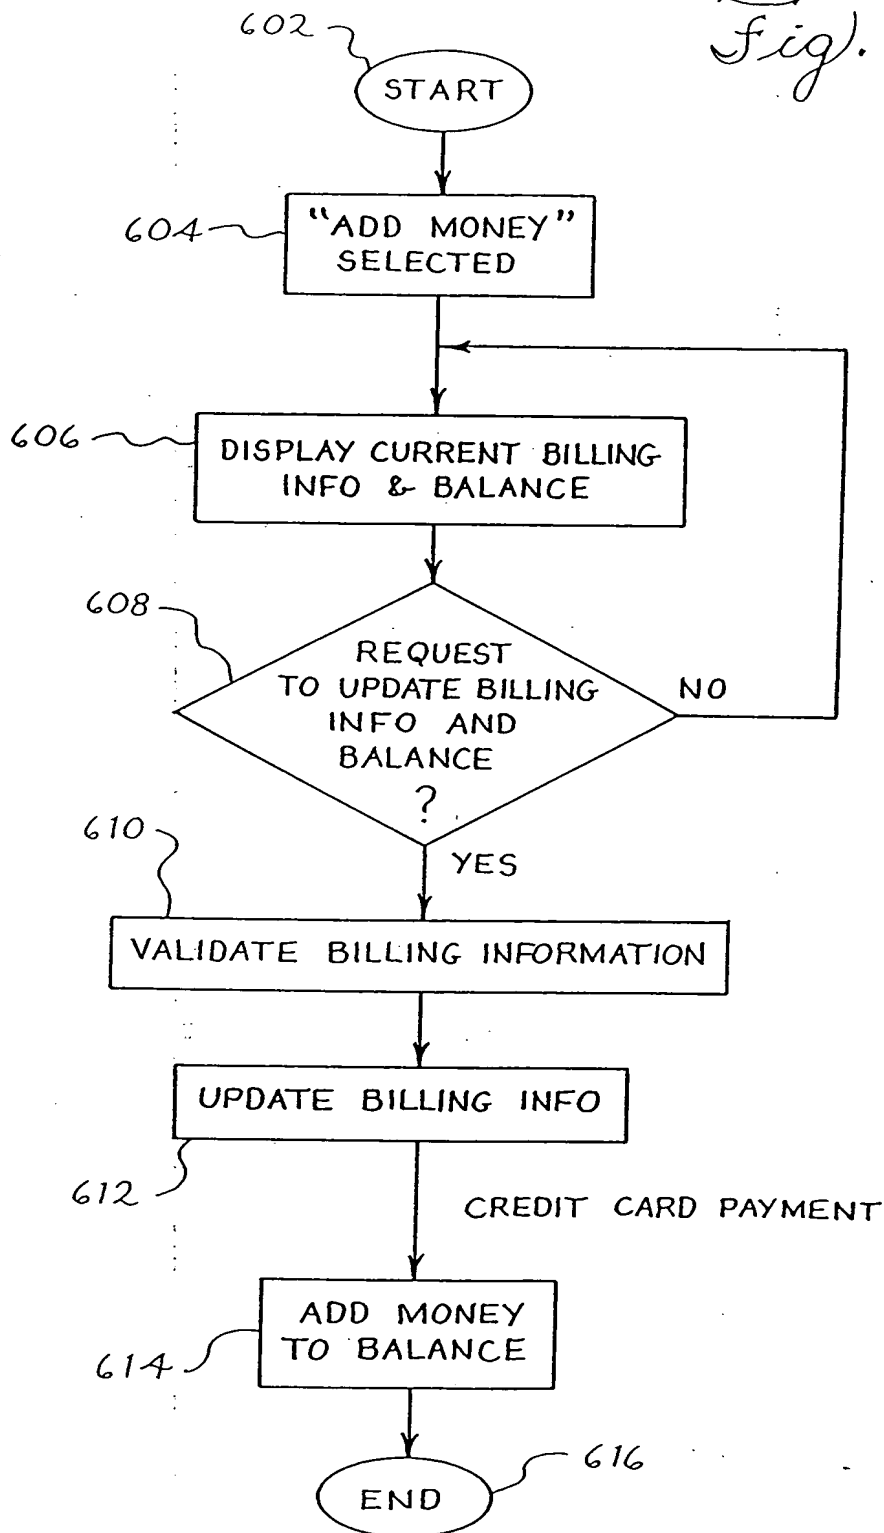 Fig.
602
START
604
"ADD MONEY"
SELECTED
606
DISPLAY CURRENT BILLING
INFO & BALANCE
608
REQUEST
TO UPDATE BILLING
INFO AND
BALANCE
?
NO
YES
610
VALIDATE BILLING INFORMATION
UPDATE BILLING INFO
612
CREDIT CARD PAYMENT
ADD MONEY
TO BALANCE
614
616
END